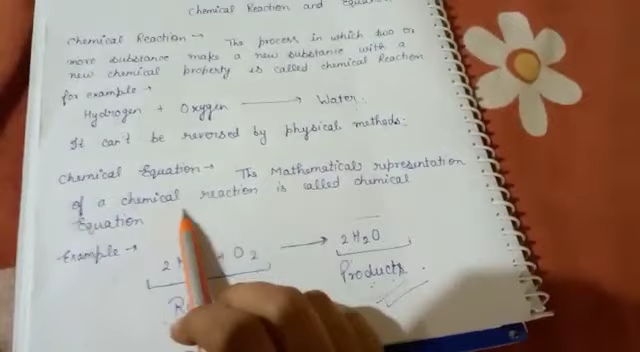 Chemical Reaction and
Chemical Reaction → The process in which two or
more substance make a new substance with a
new chemical property is called chemical Reaction
for example →
Hydrogen + Oxygen → Water.
It can't be reversed by physical methods.
Chemical Equation → The Mathematical representation
of a chemical reaction is called chemical
Equation
Example →
2 O2 → 2H2O
Products